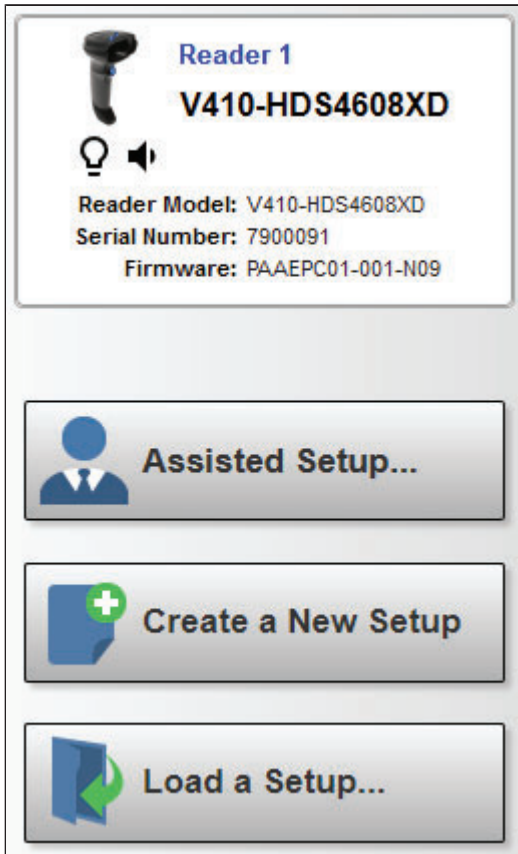 Reader 1
V410-HDS4608XD
Reader Model: V410-HDS4608XD
Serial Number: 7900091
Firmware: PAAEPC01-001-N09
Assisted Setup...
Create a New Setup
Load a Setup...